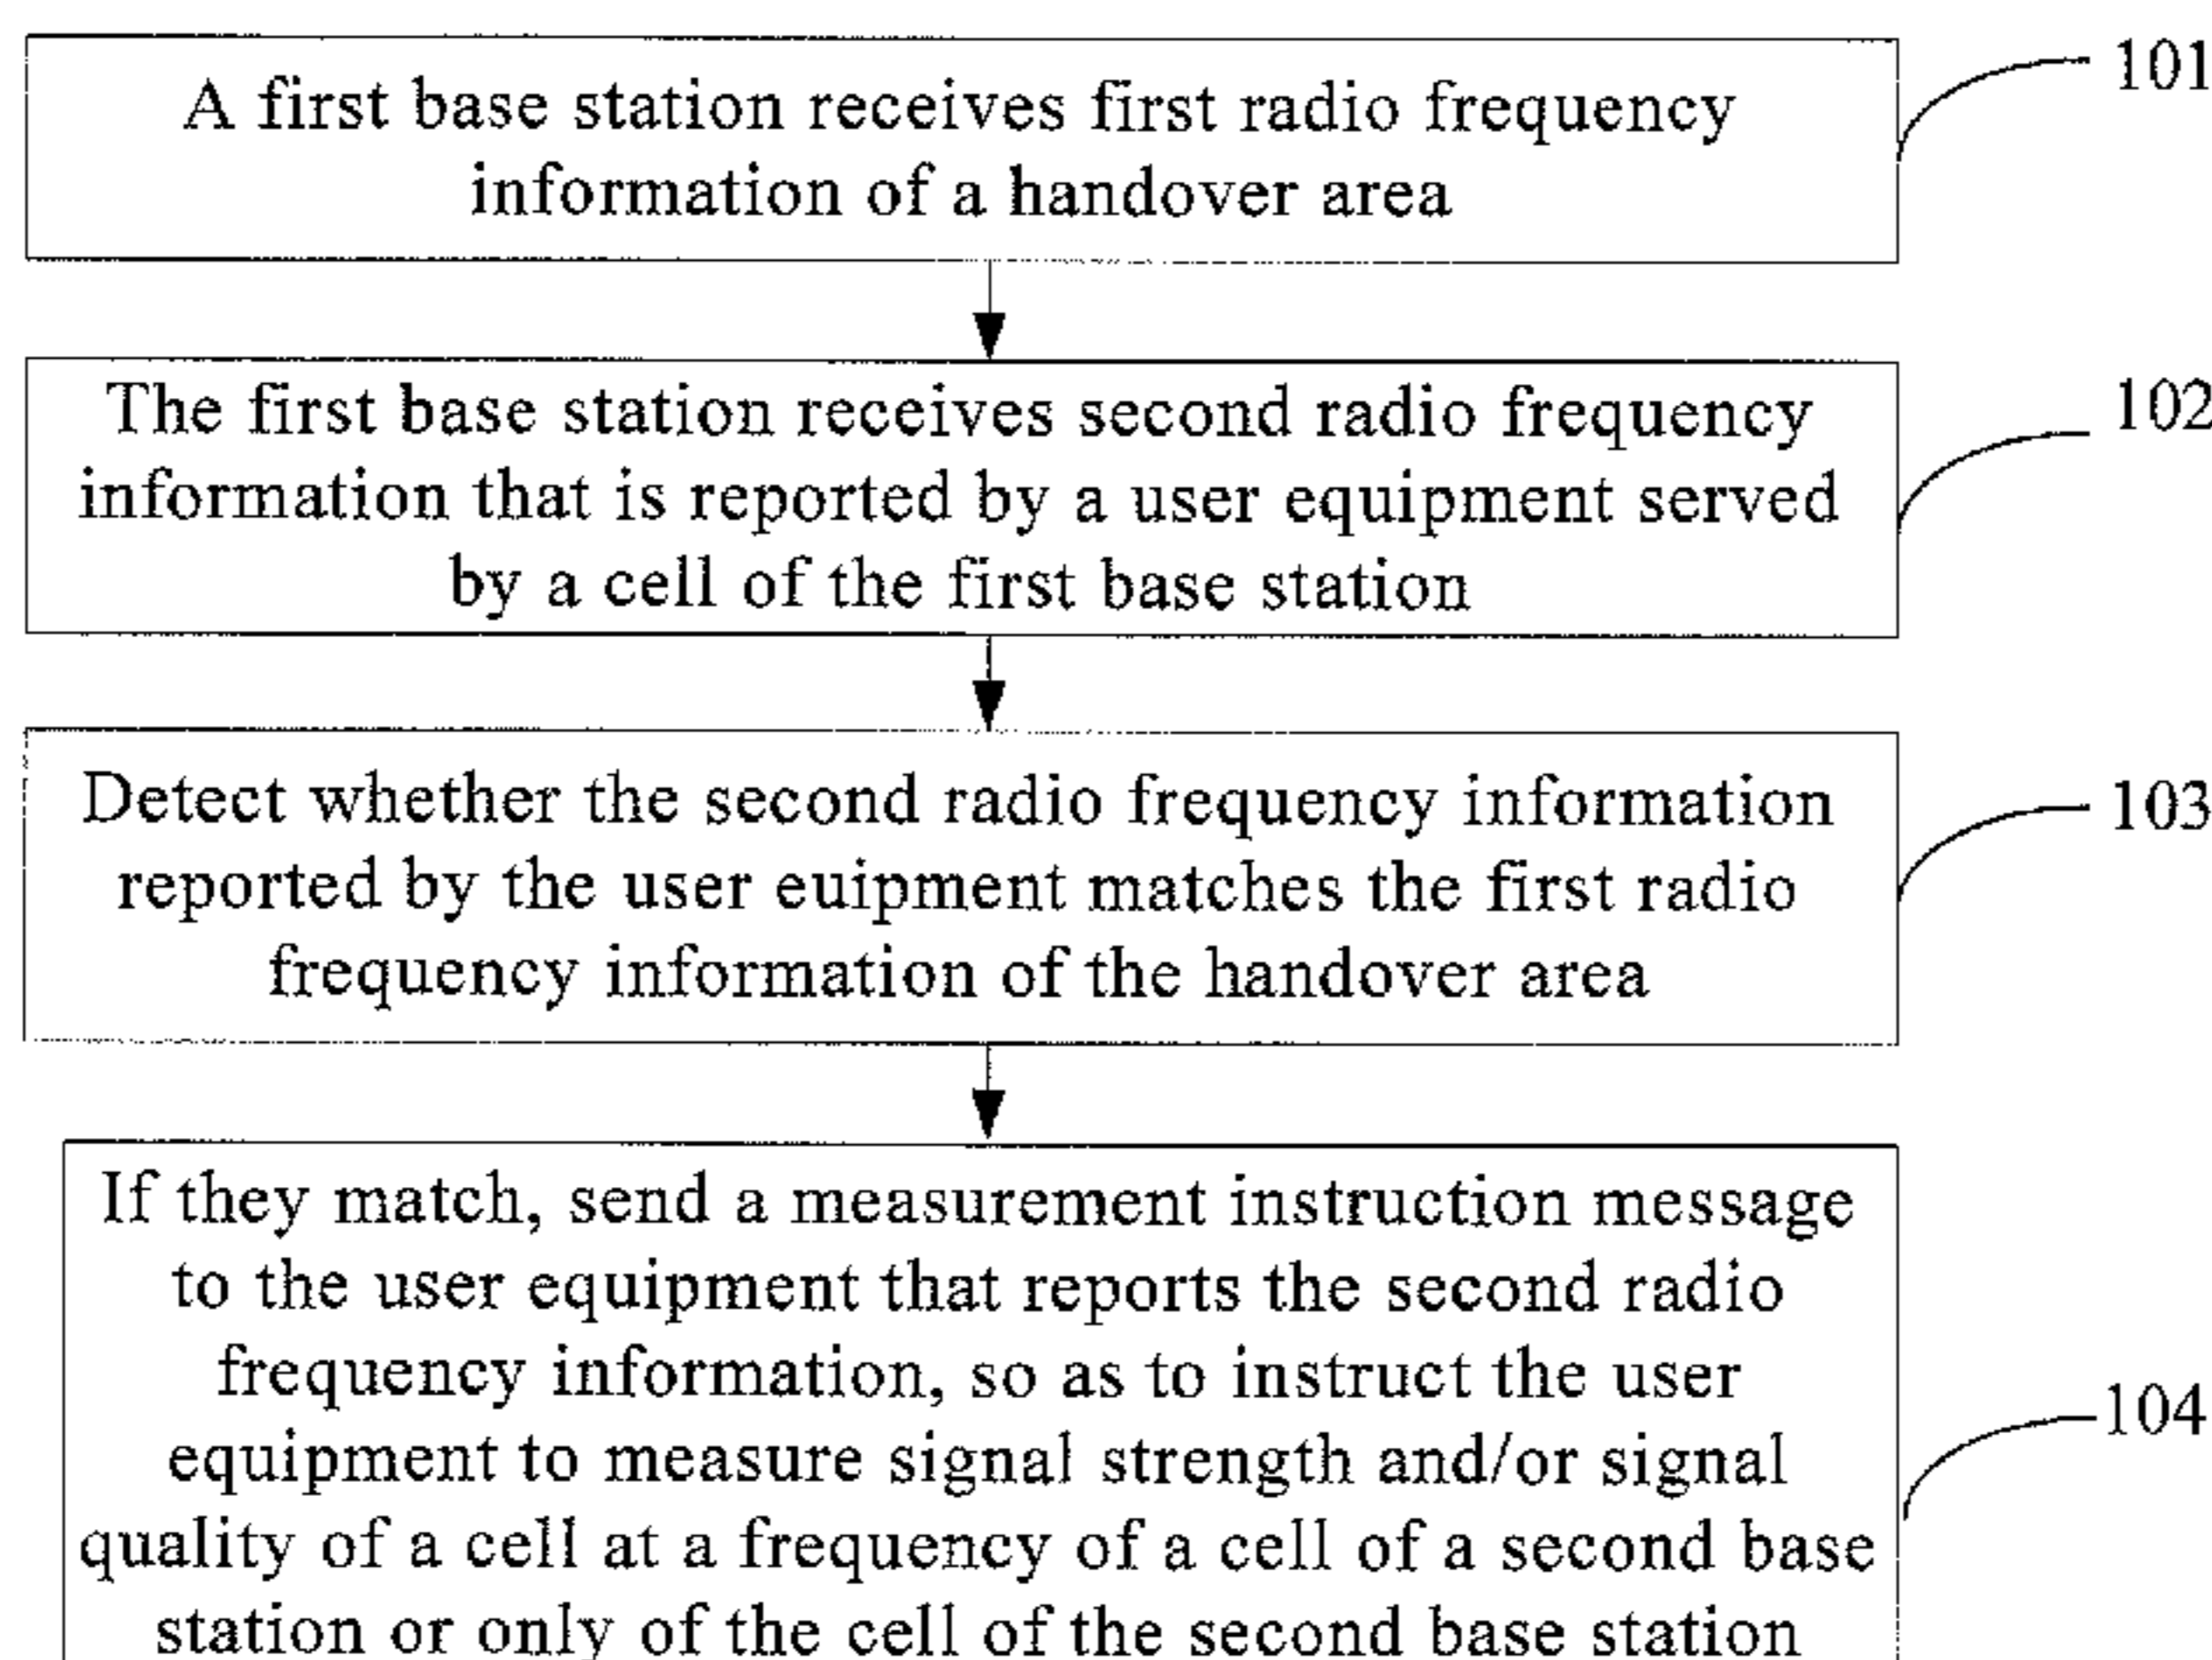 A first base station receives first radio frequency
information of a handover area
101
The first base station receives second radio frequency
information that is reported by a user equipment served
by a cell of the first base station
102
Detect whether the second radio frequency information
reported by the user euipment matches the first radio
frequency information of the handover area
103
If they match, send a measurement instruction message
to the user equipment that reports the second radio
frequency information, so as to instruct the user
equipment to measure signal strength and/or signal
quality of a cell at a frequency of a cell of a second base
station or only of the cell of the second base station
104